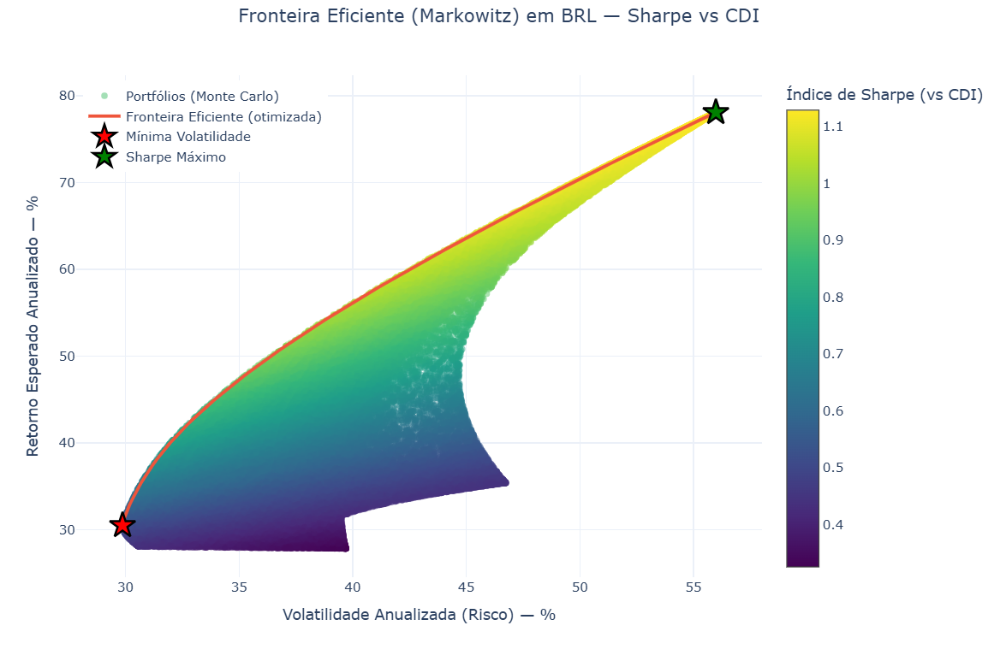 Fronteira Eficiente (Markowitz) em BRL — Sharpe vs CDI
Portfólios (Monte Carlo)
Fronteira Eficiente (otimizada)
Mínima Volatilidade
Sharpe Máximo
Índice de Sharpe (vs CDI)
1.1
1
0.9
0.8
0.7
0.6
0.5
0.4
Retorno Esperado Anualizado — %
80
70
60
50
40
30
30
35
40
45
50
55
Volatilidade Anualizada (Risco) — %